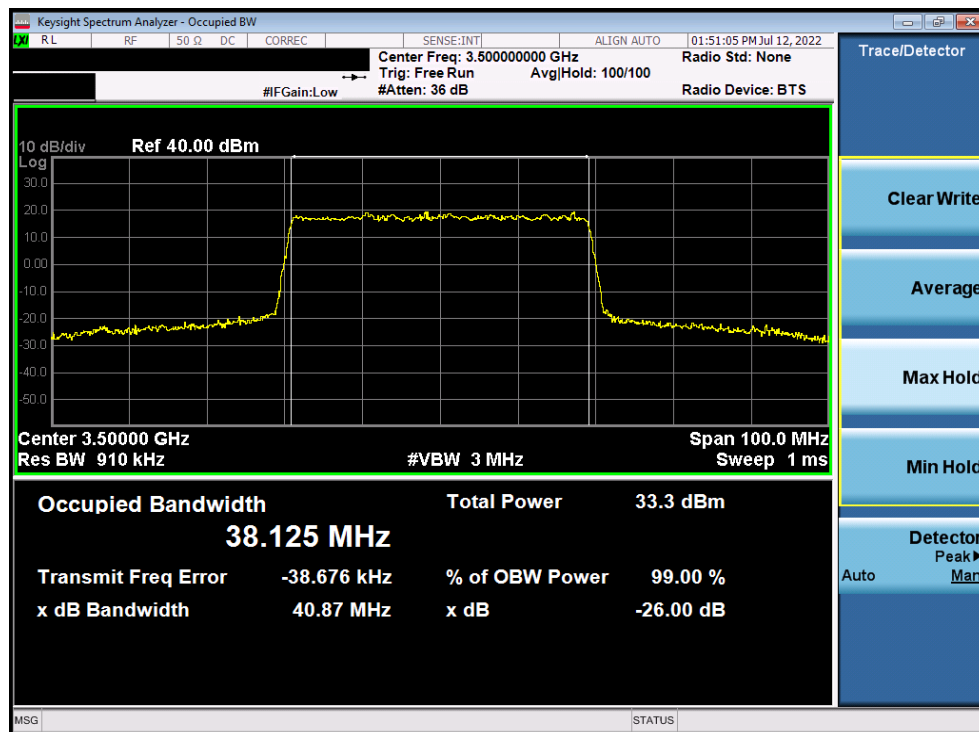 Keysight Spectrum Analyzer - Occupied BW
LXI RL RF 50 Ω DC CORREC SENSE:INT ALIGN AUTO 01:51:05 PM Jul 12, 2022
Center Freq: 3.500000000 GHz Radio Std: None
Trig: Free Run Avg|Hold: 100/100
#IFGain:Low #Atten: 36 dB Radio Device: BTS
10 dB/div Ref 40.00 dBm
Log
30.0
20.0
10.0
0.00
-10.0
-20.0
-30.0
-40.0
-50.0
Center 3.50000 GHz Span 100.0 MHz
Res BW 910 kHz #VBW 3 MHz Sweep 1 ms
Occupied Bandwidth Total Power 33.3 dBm
38.125 MHz
Transmit Freq Error -38.676 kHz % of OBW Power 99.00 %
x dB Bandwidth 40.87 MHz x dB -26.00 dB
MSG STATUS
Trace/Detector
Clear Write
Average
Max Hold
Min Hold
Detector
Peak
Auto Man